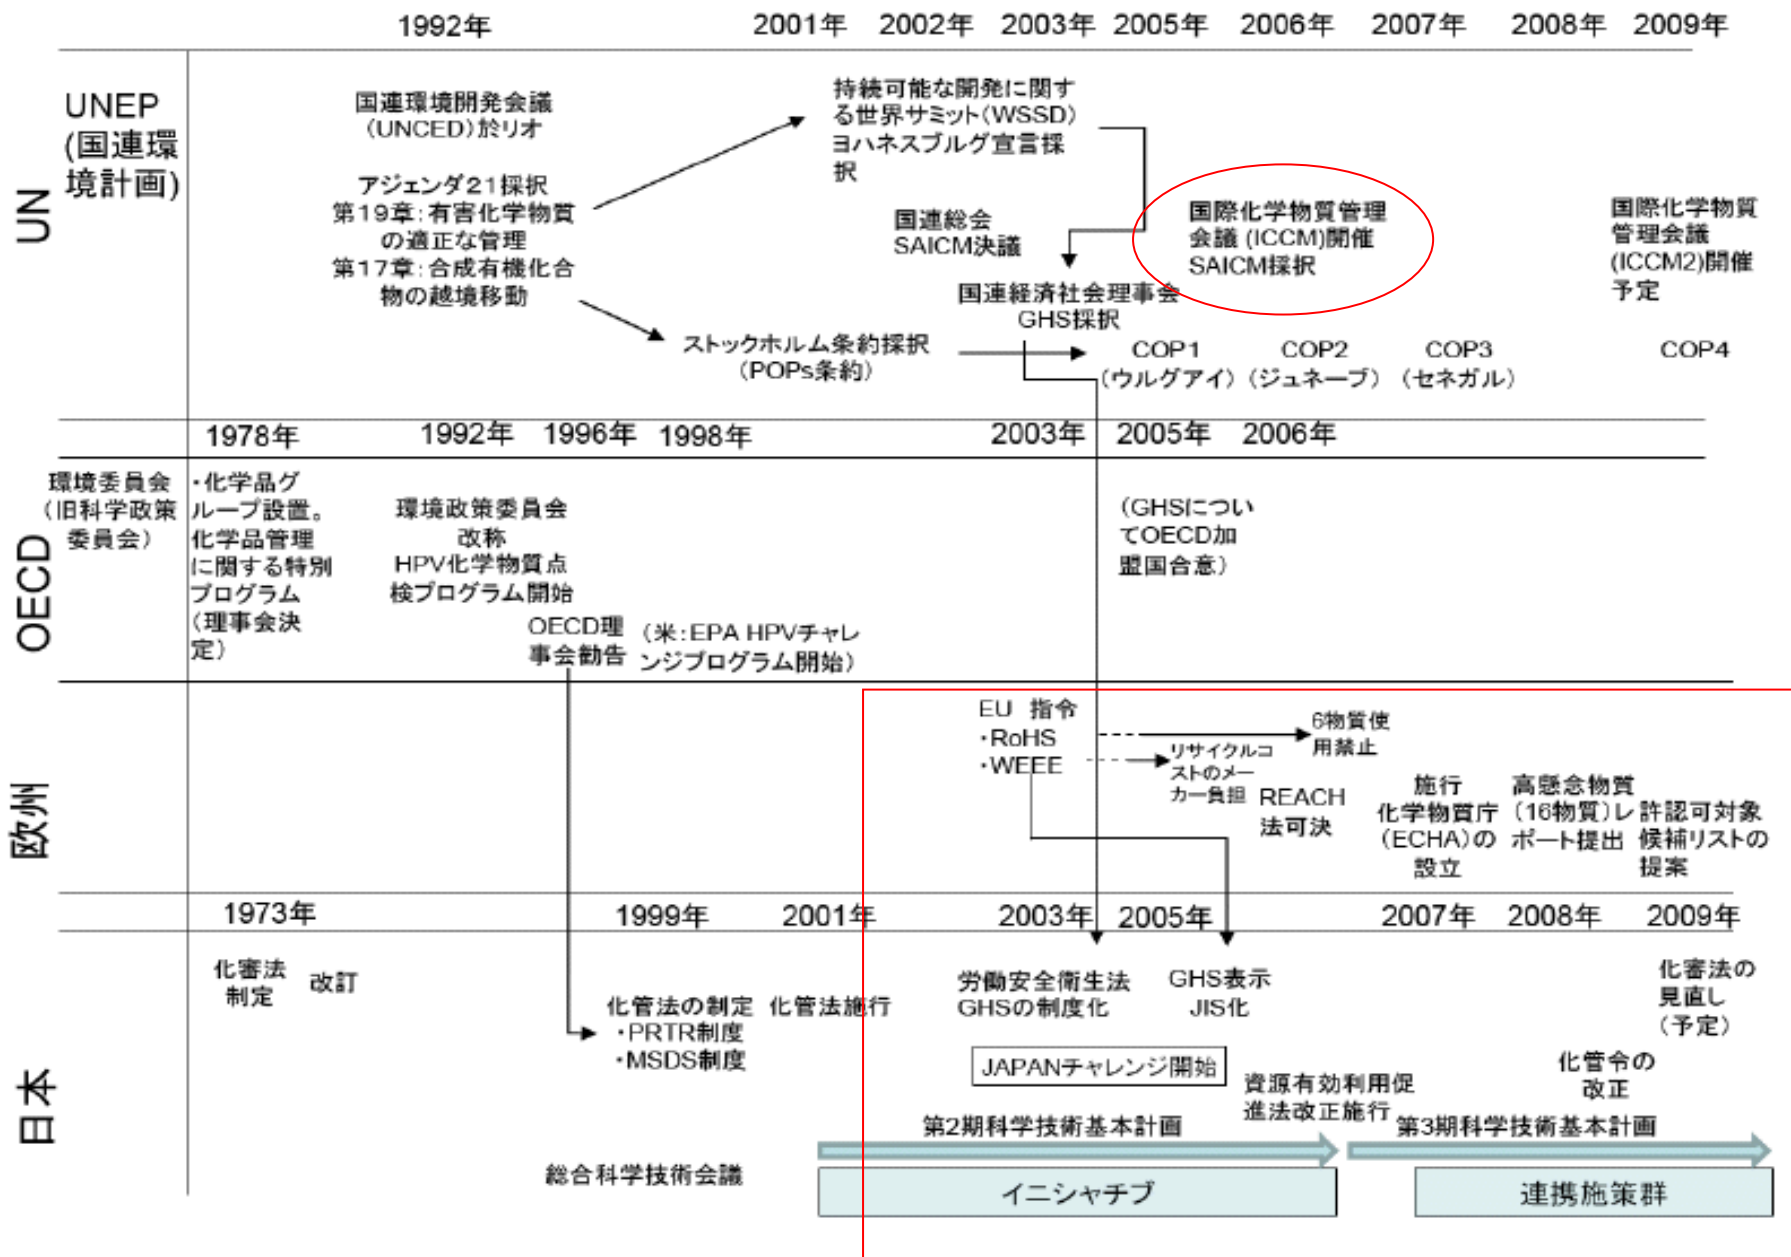 1992年 2001年 2002年 2003年 2005年 2006年 2007年 2008年 2009年
UN
UNEP
(国連環
境計画)
国連環境開発会議
(UNCED)於リオ
アジェンダ21採択
第19章:有害化学物質
の適正な管理
第17章:合成有機化合
物の越境移動
持続可能な開発に関す
る世界サミット(WSSD)
ヨハネスブルグ宣言採
択
国連総会
SAICM決議
国連経済社会理事会
GHS採択
国際化学物質管理
会議 (ICCM)開催
SAICM採択
国際化学物質
管理会議
(ICCM2)開催
予定
ストックホルム条約採択
(POPs条約)
COP1
(ウルグアイ)
COP2
(ジュネーブ)
COP3
(セネガル)
COP4
1978年 1992年 1996年 1998年 2003年 2005年 2006年
OECD
環境委員会
(旧科学政策
委員会)
・化学品グ
ループ設置。
化学品管理
に関する特別
プログラム
(理事会決
定)
環境政策委員会
改称
HPV化学物質点
検プログラム開始
OECD理
事会勧告
(米:EPA HPVチャレ
ンジプログラム開始)
(GHSについ
てOECD加
盟国合意)
欧州
EU 指令
・RoHS
・WEEE
6物質使
用禁止
リサイクルコ
ストのメー
カー負担
REACH
法可決
施行
化学物質庁
(ECHA)の
設立
高懸念物質
(16物質)レ
ポート提出
許認可対象
候補リストの
提案
1973年 1999年 2001年 2003年 2005年 2007年 2008年 2009年
日本
化審法
制定
改訂
化管法の制定
・PRTR制度
・MSDS制度
化管法施行
労働安全衛生法
GHSの制度化
GHS表示
JIS化
化審法の
見直し
(予定)
JAPANチャレンジ開始
資源有効利用促
進法改正施行
化管令の
改正
第2期科学技術基本計画
第3期科学技術基本計画
総合科学技術会議
イニシャチブ
連携施策群